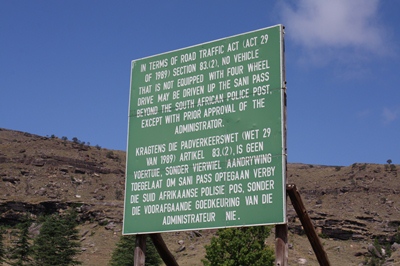 IN TERMS OF ROAD TRAFFIC ACT (ACT 29
OF 1989) SECTION 83.(2), NO VEHICLE
THAT IS NOT EQUIPPED WITH FOUR WHEEL
DRIVE MAY BE DRIVEN UP THE SANI PASS
BEYOND THE SOUTH AFRICAN POLICE POST,
EXCEPT WITH PRIOR APPROVAL OF THE
ADMINISTRATOR.
KRAGTENS DIE PADVERKEERSWET (WET 29
VAN 1989) ARTIKEL 83.(2), IS GEEN
VOERTUIE, SONDER VIERWIEL AANDRYWING
TOEGELAAT OM SANI PASS OPTEGAAN VERBY
DIE SUID AFRIKAANSE POLISIE POS, SONDER
DIE VOORAFGAANDE GOEDKEURING VAN DIE
ADMINISTRATEUR NIE.